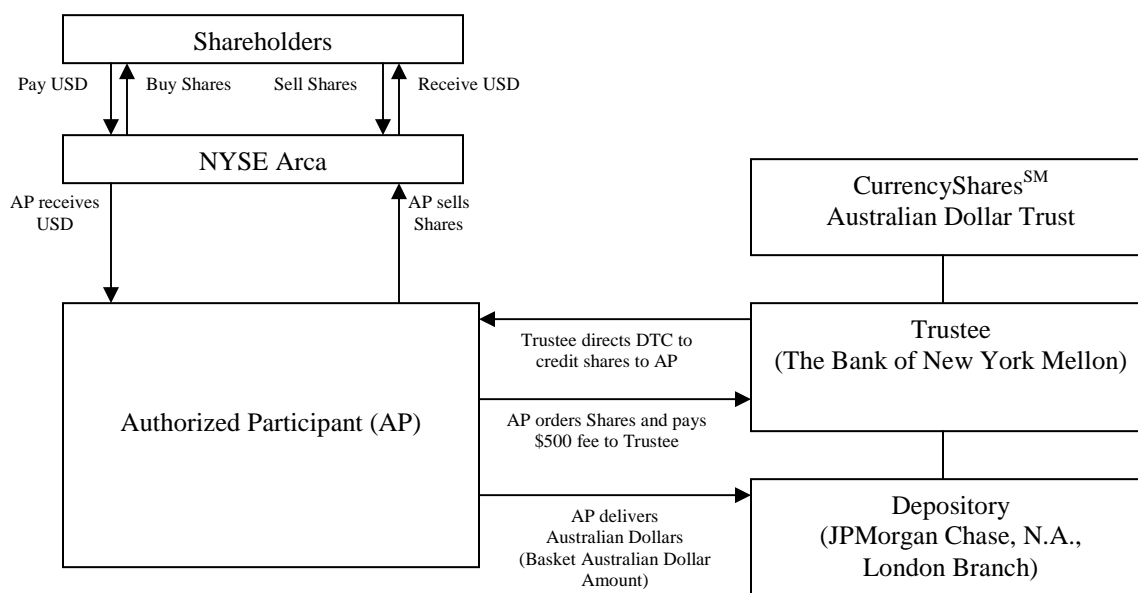 Shareholders
Pay USD
Buy Shares
Sell Shares
Receive USD
NYSE Arca
AP receives
USD
AP sells
Shares
CurrencyShares^SM
Australian Dollar Trust
Authorized Participant (AP)
Trustee directs DTC to
credit shares to AP
AP orders Shares and pays
$500 fee to Trustee
AP delivers
Australian Dollars
(Basket Australian Dollar
Amount)
Trustee
(The Bank of New York Mellon)
Depository
(JPMorgan Chase, N.A.,
London Branch)